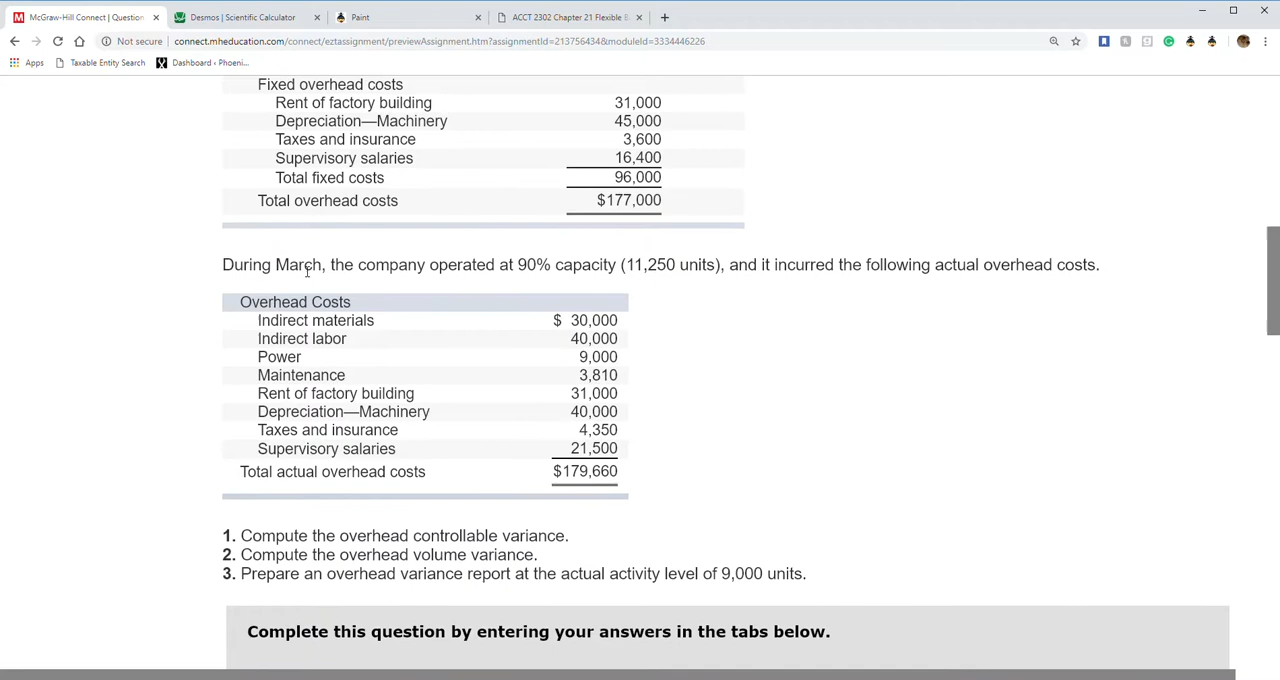 McGraw-Hill Connect | Question
Desmos | Scientific Calculator
Paint
ACCT 2302 Chapter 21 Flexible B
Not secure | connect.mheducation.com/connect/eztassignment/previewAssignment.htm?assignmentId=213756434&moduleId=3334446226
Apps Taxable Entity Search Dashboard ‹ Phoeni...
Fixed overhead costs
Rent of factory building 31,000
Depreciation—Machinery 45,000
Taxes and insurance 3,600
Supervisory salaries 16,400
Total fixed costs 96,000
Total overhead costs $177,000
During March, the company operated at 90% capacity (11,250 units), and it incurred the following actual overhead costs.
Overhead Costs
Indirect materials $ 30,000
Indirect labor 40,000
Power 9,000
Maintenance 3,810
Rent of factory building 31,000
Depreciation—Machinery 40,000
Taxes and insurance 4,350
Supervisory salaries 21,500
Total actual overhead costs $179,660
1. Compute the overhead controllable variance.
2. Compute the overhead volume variance.
3. Prepare an overhead variance report at the actual activity level of 9,000 units.
Complete this question by entering your answers in the tabs below.